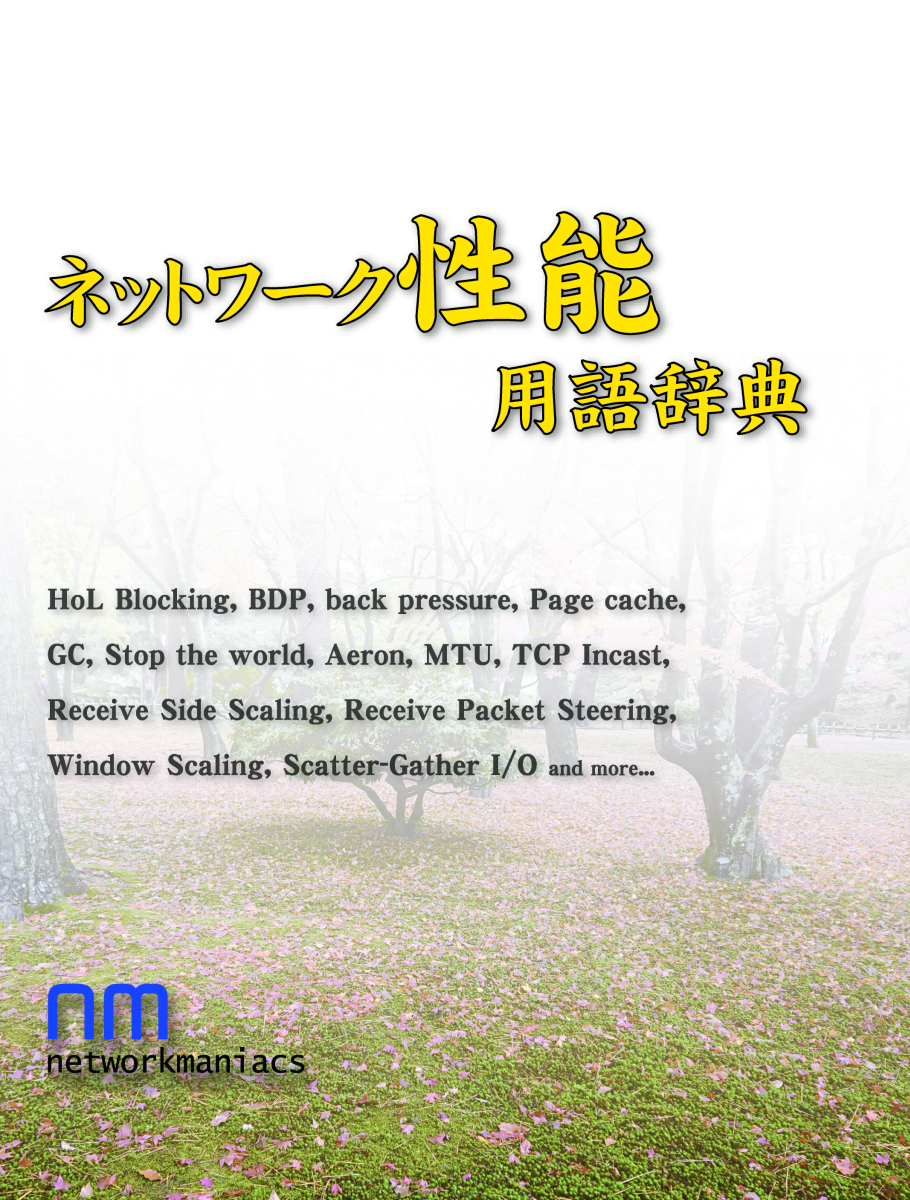 ネットワーク性能
用語辞典
HoL Blocking, BDP, back pressure, Page cache,
GC, Stop the world, Aeron, MTU, TCP Incast,
Receive Side Scaling, Receive Packet Steering,
Window Scaling, Scatter-Gather I/O and more...
nm
networkmaniacs